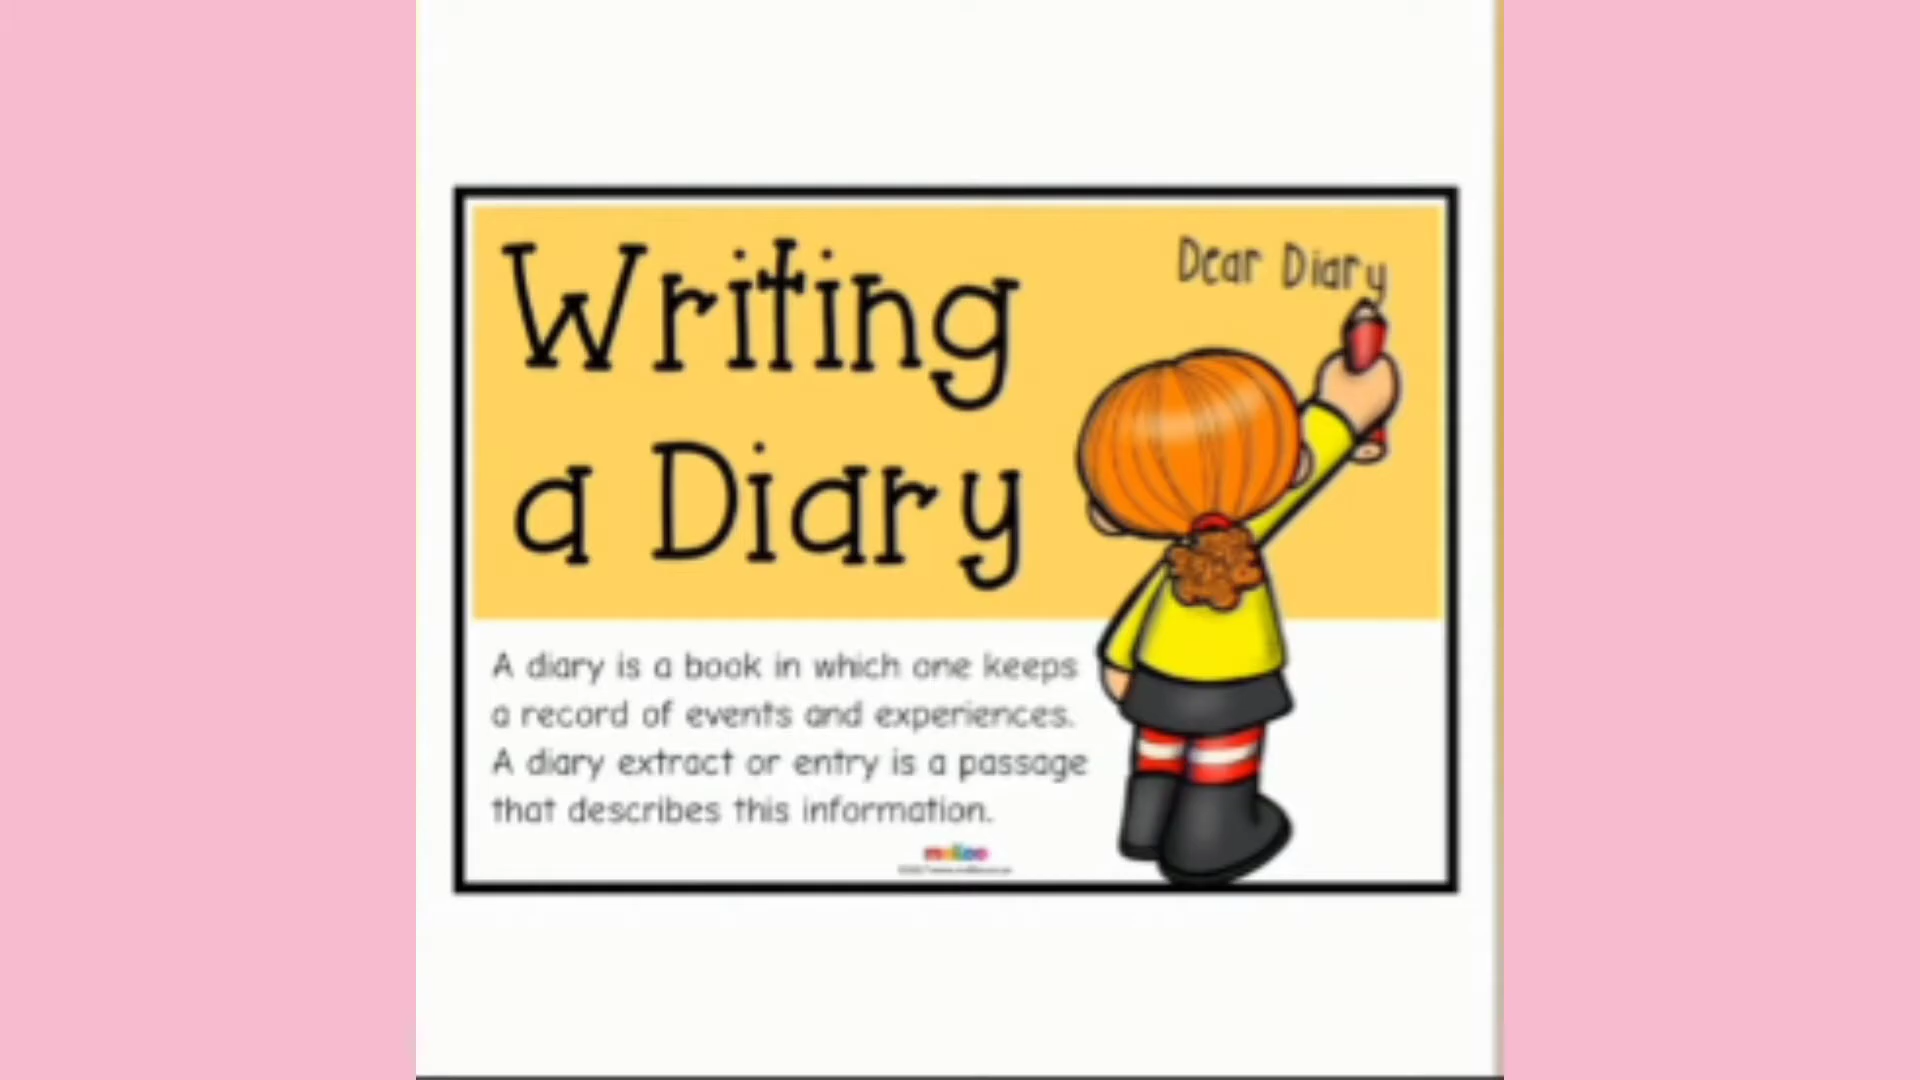 Writing
a Diary
Dear Diary
A diary is a book in which one keeps
a record of events and experiences.
A diary extract or entry is a passage
that describes this information.